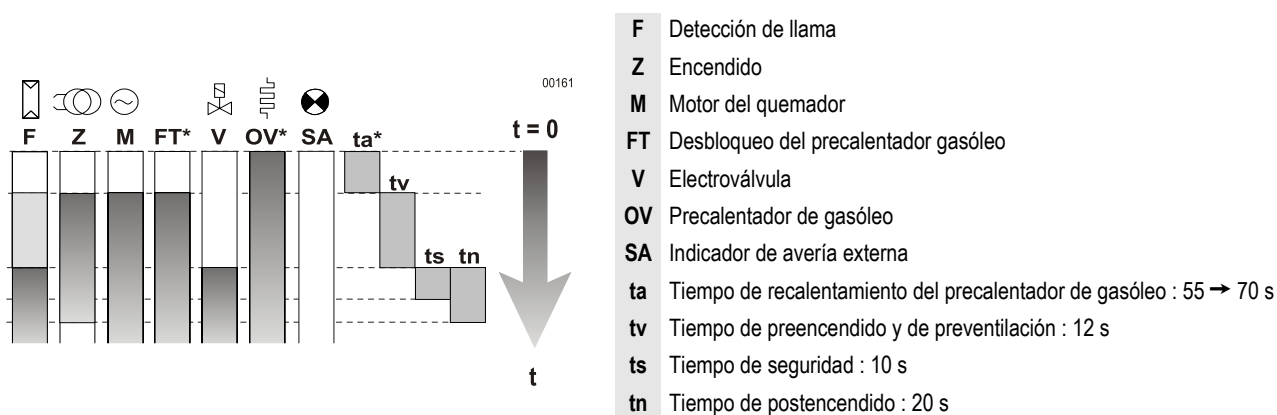 00161
F Z M FT* V OV* SA ta* t = 0
tv
ts tn
t
F Detección de llama
Z Encendido
M Motor del quemador
FT Desbloqueo del precalentador gasóleo
V Electroválvula
OV Precalentador de gasóleo
SA Indicador de avería externa
ta Tiempo de recalentamiento del precalentador de gasóleo : 55 → 70 s
tv Tiempo de preencendido y de preventilación : 12 s
ts Tiempo de seguridad : 10 s
tn Tiempo de postencendido : 20 s